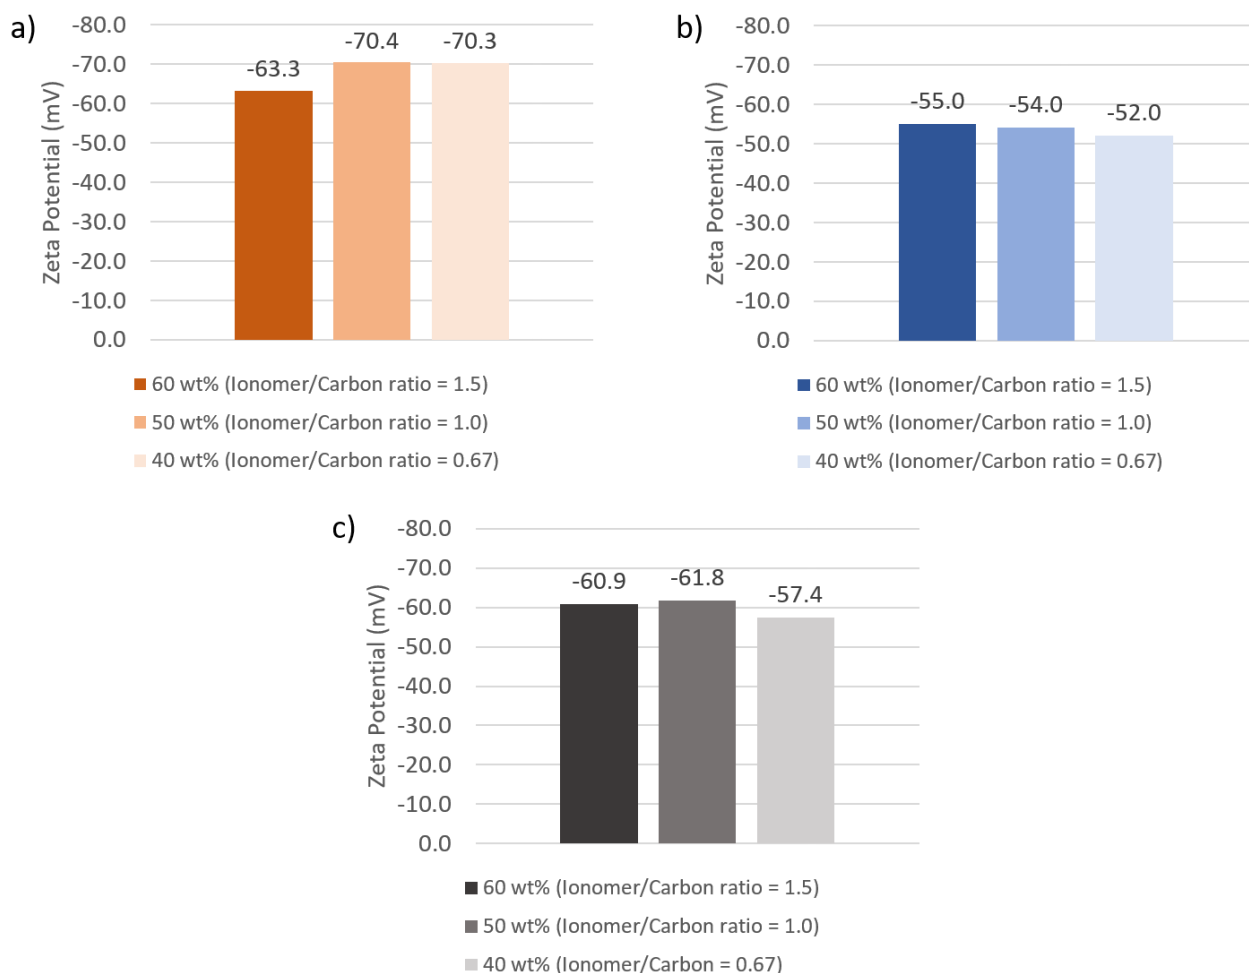 a)
Zeta Potential (mV)
-80.0
-70.0
-60.0
-50.0
-40.0
-30.0
-20.0
-10.0
0.0
-63.3
-70.4
-70.3
60 wt% (Ionomer/Carbon ratio = 1.5)
50 wt% (Ionomer/Carbon ratio = 1.0)
40 wt% (Ionomer/Carbon ratio = 0.67)
b)
Zeta Potential (mV)
-80.0
-70.0
-60.0
-50.0
-40.0
-30.0
-20.0
-10.0
0.0
-55.0
-54.0
-52.0
60 wt% (Ionomer/Carbon ratio = 1.5)
50 wt% (Ionomer/Carbon ratio = 1.0)
40 wt% (Ionomer/Carbon ratio = 0.67)
c)
Zeta Potential (mV)
-80.0
-70.0
-60.0
-50.0
-40.0
-30.0
-20.0
-10.0
0.0
-60.9
-61.8
-57.4
60 wt% (Ionomer/Carbon ratio = 1.5)
50 wt% (Ionomer/Carbon ratio = 1.0)
40 wt% (Ionomer/Carbon = 0.67)